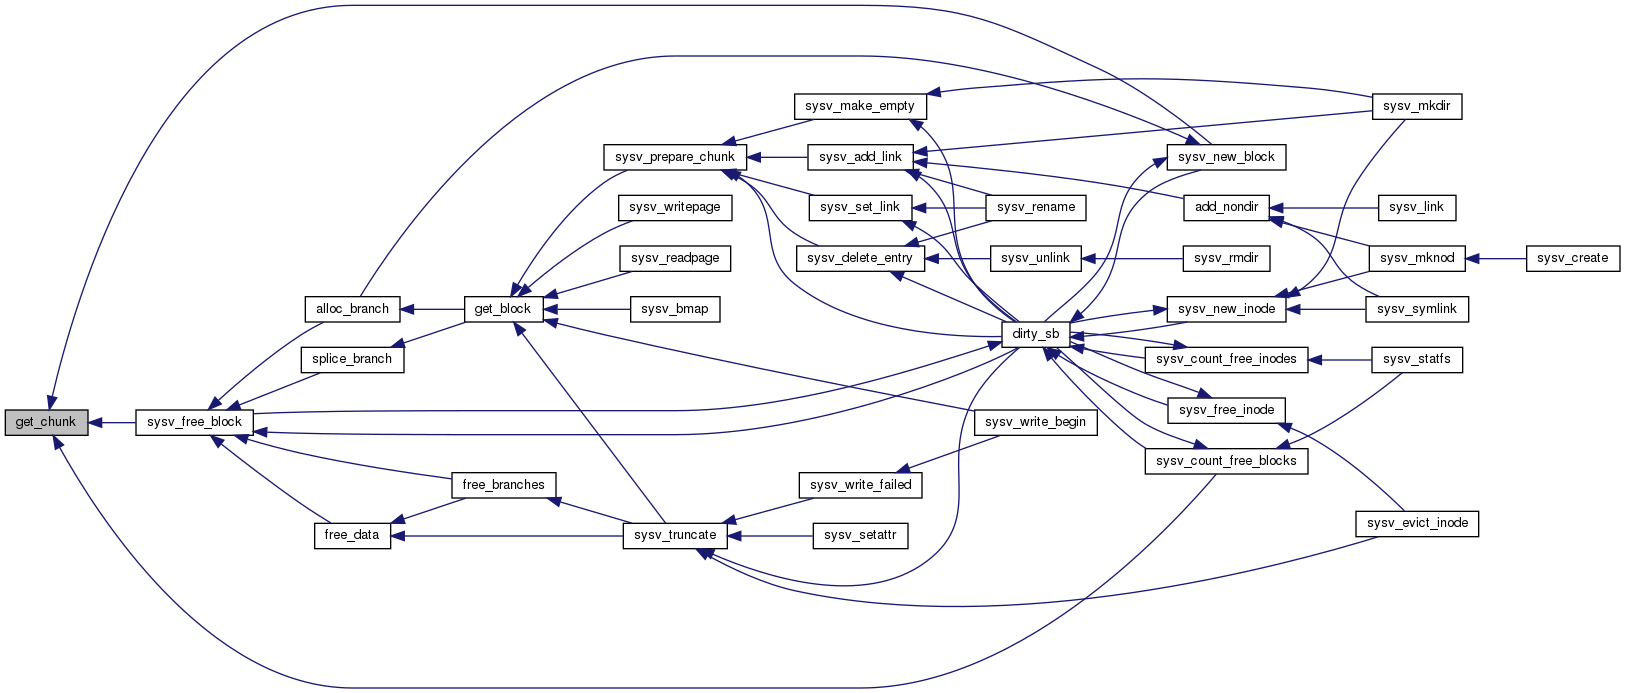 get_chunk
sysv_free_block
alloc_branch
splice_branch
free_data
get_block
free_branches
sysv_prepare_chunk
sysv_writepage
sysv_readpage
sysv_bmap
sysv_truncate
sysv_make_empty
sysv_add_link
sysv_set_link
sysv_delete_entry
sysv_write_failed
sysv_setattr
sysv_rename
sysv_unlink
dirty_sb
sysv_write_begin
sysv_new_block
add_nondir
sysv_rmdir
sysv_new_inode
sysv_count_free_inodes
sysv_free_inode
sysv_count_free_blocks
sysv_mkdir
sysv_link
sysv_mknod
sysv_symlink
sysv_statfs
sysv_evict_inode
sysv_create